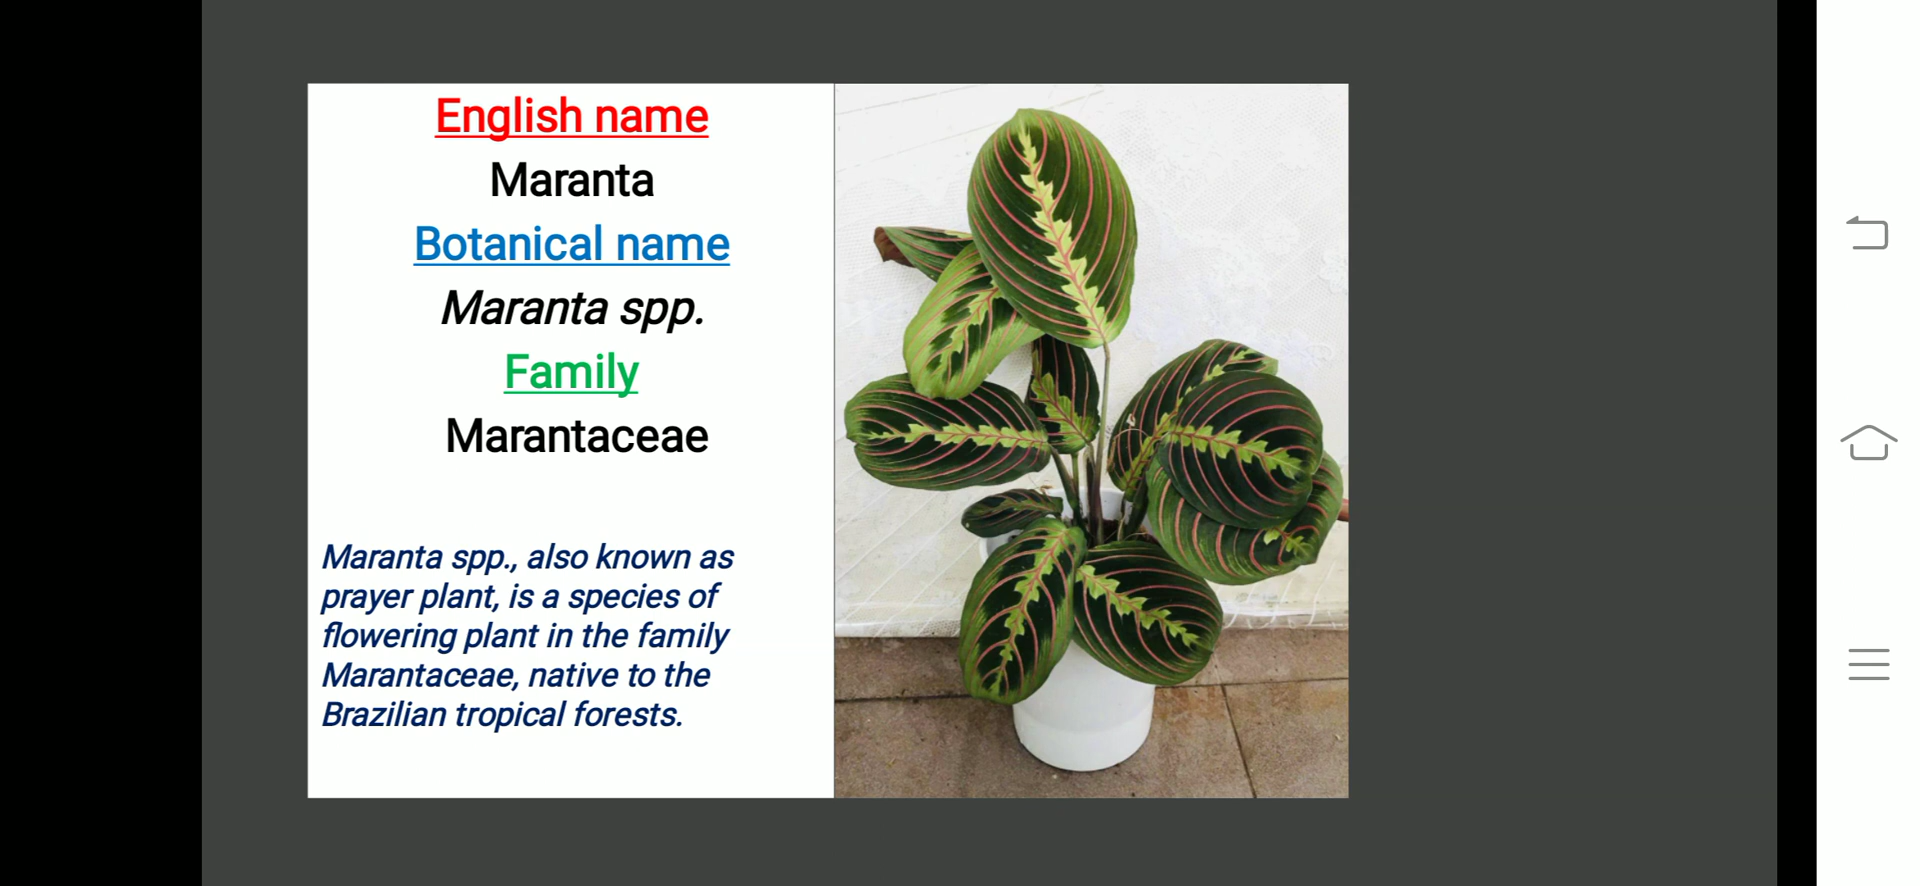 English name
Maranta
Botanical name
Maranta spp.
Family
Marantaceae
Maranta spp., also known as
prayer plant, is a species of
flowering plant in the family
Marantaceae, native to the
Brazilian tropical forests.